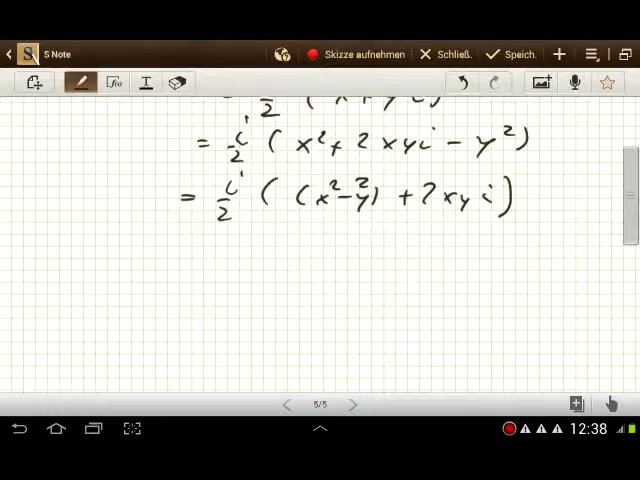 S Note
Skizze aufnehmen
Schließ.
Speich.
= i/2 ( x² + 2xyi - y² )
= i/2 ( (x² - y²) + 2xyi )
5/5
12:38